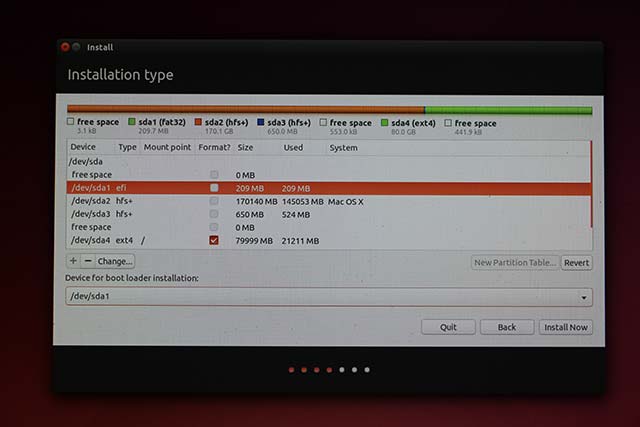 Install
Installation type
free space sda1 (fat32) sda2 (hfs+) sda3 (hfs+) free space sda4 (ext4) free space
3.1 kB 209.7 MB 170.1 GB 650.0 MB 553.0 kB 80.0 GB 441.9 kB
Device Type Mount point Format? Size Used System
/dev/sda
free space 0 MB
/dev/sda1 efi 209 MB 209 MB
/dev/sda2 hfs+ 170140 MB 145053 MB Mac OS X
/dev/sda3 hfs+ 650 MB 524 MB
free space 0 MB
/dev/sda4 ext4 / 79999 MB 21211 MB
+ − Change... New Partition Table... Revert
Device for boot loader installation:
/dev/sda1
Quit Back Install Now